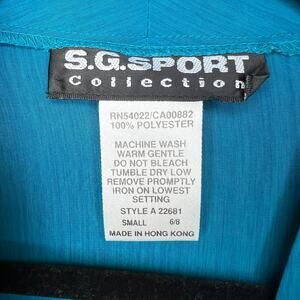 S.G.SPORT
Collection
RN54022/CA00882
100% POLYESTER
MACHINE WASH
WARM GENTLE
DO NOT BLEACH
TUMBLE DRY LOW
REMOVE PROMPTLY
IRON ON LOWEST
SETTING
STYLE A 22681
SMALL 6/8
MADE IN HONG KONG